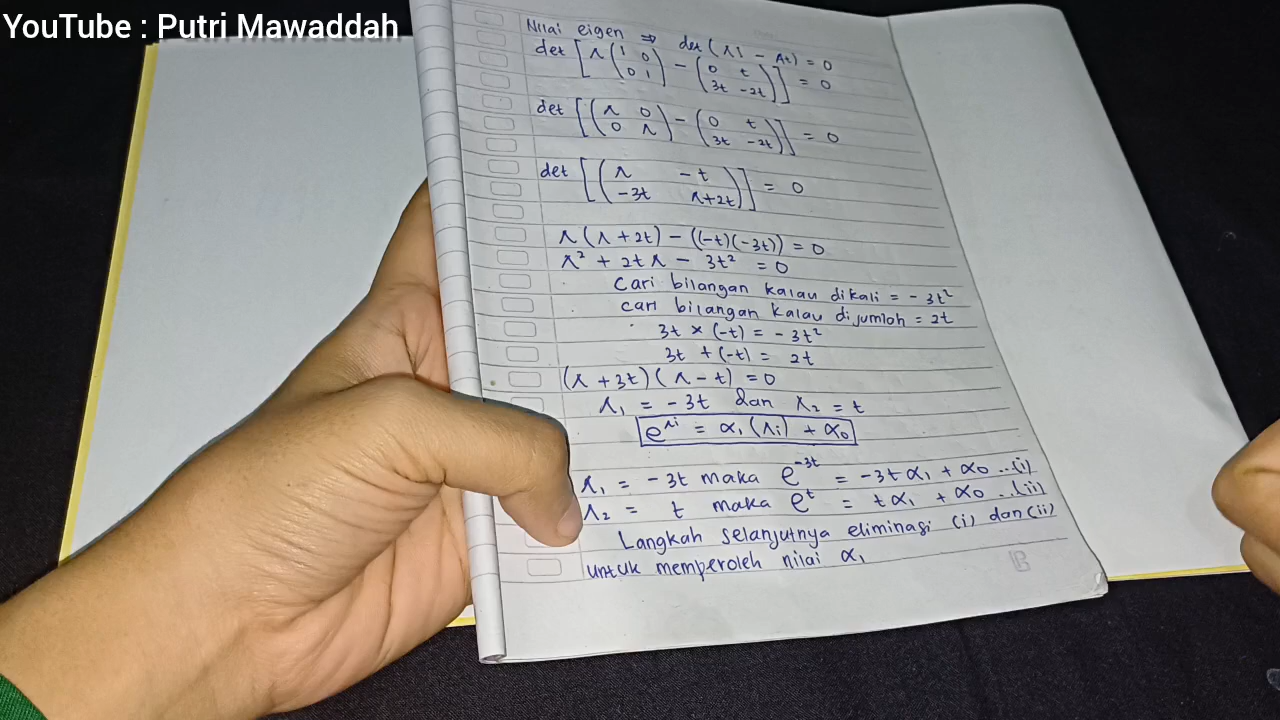 YouTube : Putri Mawaddah
Nilai eigen ⇒ det (λI - At) = 0
det [λ (1 0 / 0 1) - (0 t / 3t -2t)] = 0
det [(λ 0 / 0 λ) - (0 t / 3t -2t)] = 0
det [(λ -t / -3t λ+2t)] = 0
λ (λ + 2t) - ((-t)(-3t)) = 0
λ² + 2tλ - 3t² = 0
Cari bilangan kalau dikali = - 3t²
cari bilangan kalau dijumlah = 2t
3t × (-t) = - 3t²
3t + (-t) = 2t
(λ + 3t) (λ - t) = 0
λ₁ = - 3t dan λ₂ = t
e^λi = α₁ (λi) + α₀
λ₁ = - 3t maka e^-3t = -3t α₁ + α₀ ...(i)
λ₂ = t maka e^t = t α₁ + α₀ ...(ii)
Langkah selanjutnya eliminasi (i) dan (ii)
untuk memperoleh nilai α₁
B